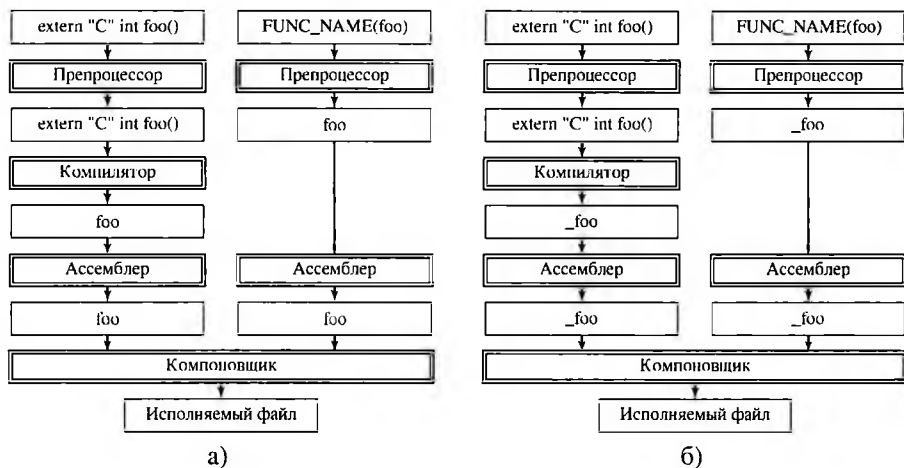 extern "C" int foo()
FUNC_NAME(foo)
Препроцессор
Препроцессор
extern "C" int foo()
foo
Компилятор
foo
Ассемблер
Ассемблер
foo
foo
Компоновщик
Исполняемый файл
а)
extern "C" int foo()
FUNC_NAME(foo)
Препроцессор
Препроцессор
extern "C" int foo()
_foo
Компилятор
_foo
Ассемблер
Ассемблер
_foo
_foo
Компоновщик
Исполняемый файл
б)